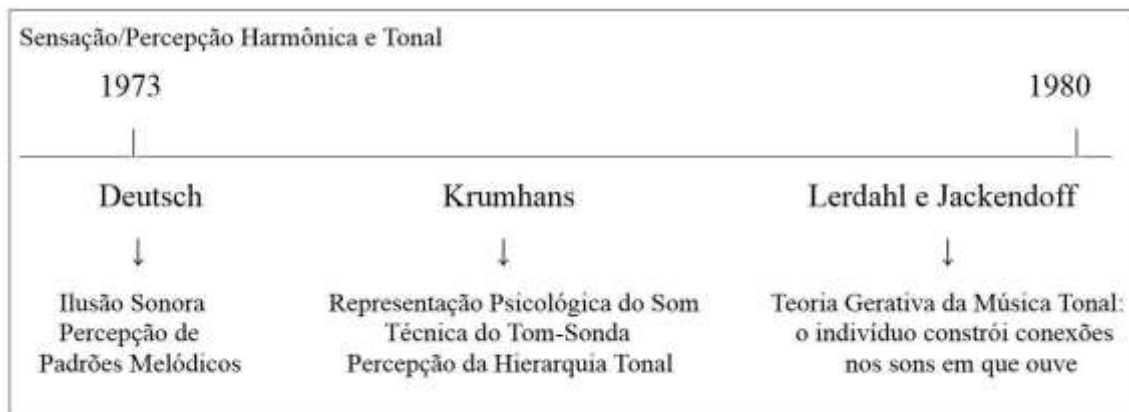 Sensação/Percepção Harmônica e Tonal
1973
1980
Deutsch
Krumhans
Lerdahl e Jackendoff
↓
↓
↓
Ilusão Sonora
Percepção de
Padrões Melódicos
Representação Psicológica do Som
Técnica do Tom-Sonda
Percepção da Hierarquia Tonal
Teoria Gerativa da Música Tonal:
o indivíduo constrói conexões
nos sons em que ouve